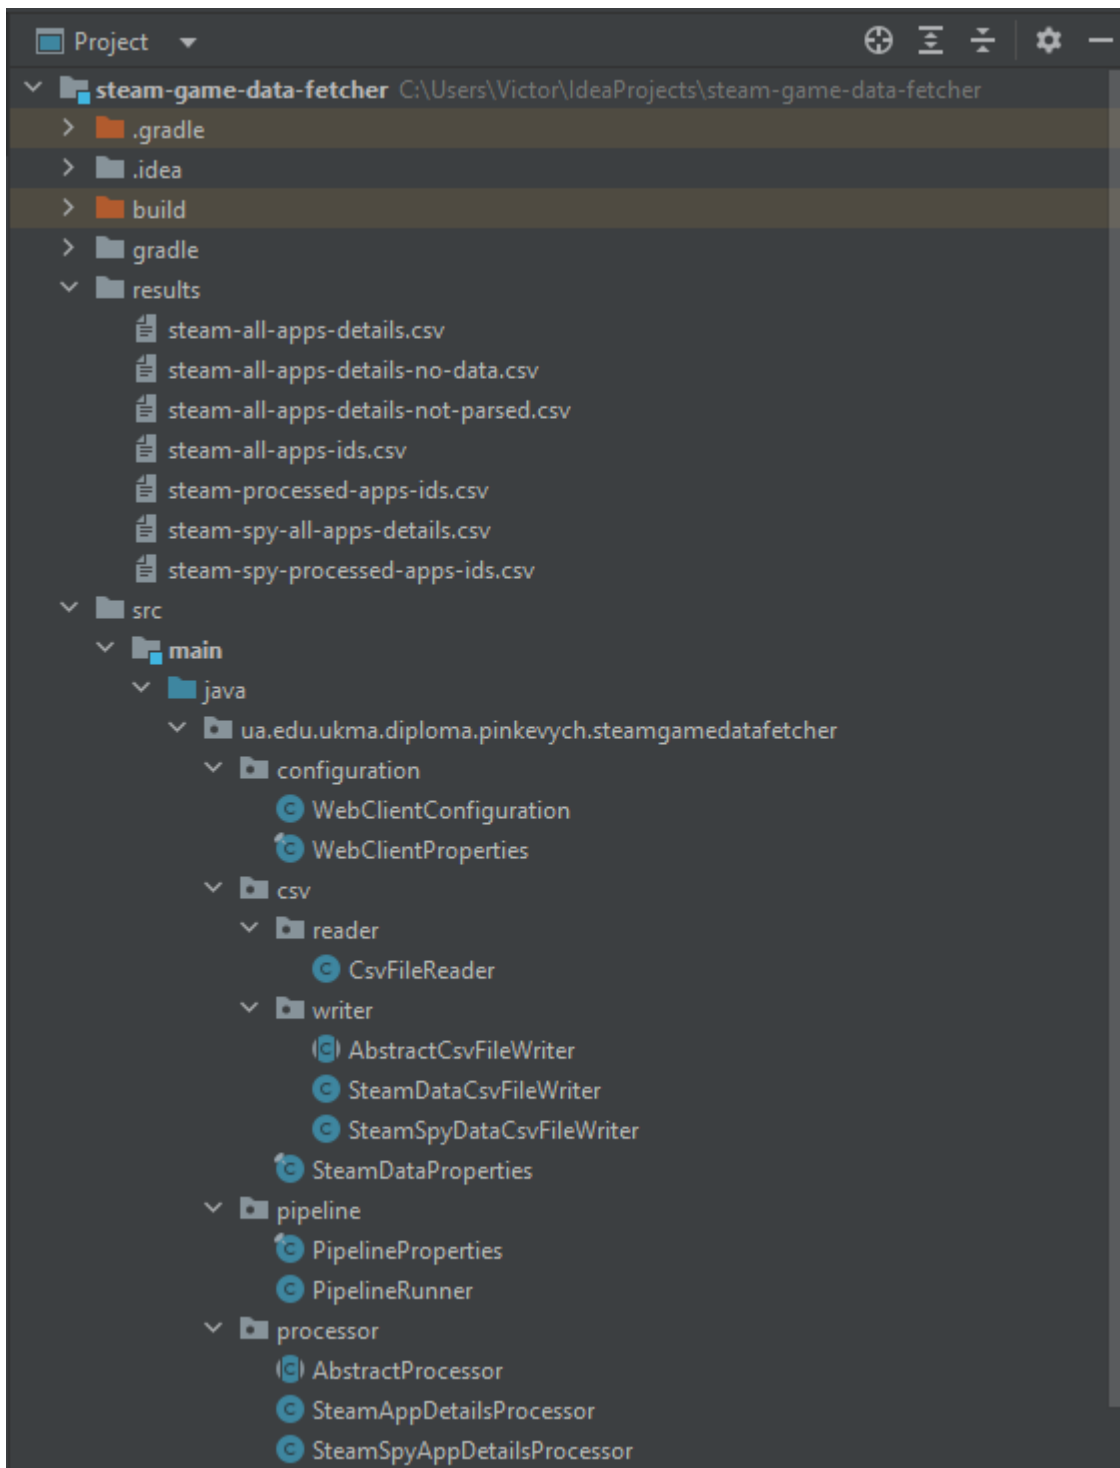 Project
steam-game-data-fetcher C:\Users\Victor\IdeaProjects\steam-game-data-fetcher
.gradle
.idea
build
gradle
results
steam-all-apps-details.csv
steam-all-apps-details-no-data.csv
steam-all-apps-details-not-parsed.csv
steam-all-apps-ids.csv
steam-processed-apps-ids.csv
steam-spy-all-apps-details.csv
steam-spy-processed-apps-ids.csv
src
main
java
ua.edu.ukma.diploma.pinkevych.steamgamedatafetcher
configuration
C WebClientConfiguration
C WebClientProperties
csv
reader
C CsvFileReader
writer
C AbstractCsvFileWriter
C SteamDataCsvFileWriter
C SteamSpyDataCsvFileWriter
C SteamDataProperties
pipeline
C PipelineProperties
C PipelineRunner
processor
C AbstractProcessor
C SteamAppDetailsProcessor
C SteamSpyAppDetailsProcessor